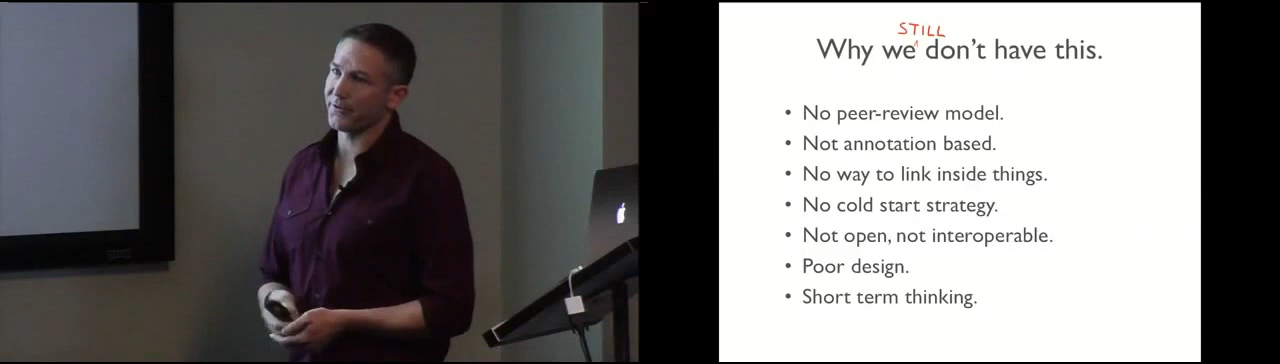 STILL
Why we don't have this.
• No peer-review model.
• Not annotation based.
• No way to link inside things.
• No cold start strategy.
• Not open, not interoperable.
• Poor design.
• Short term thinking.